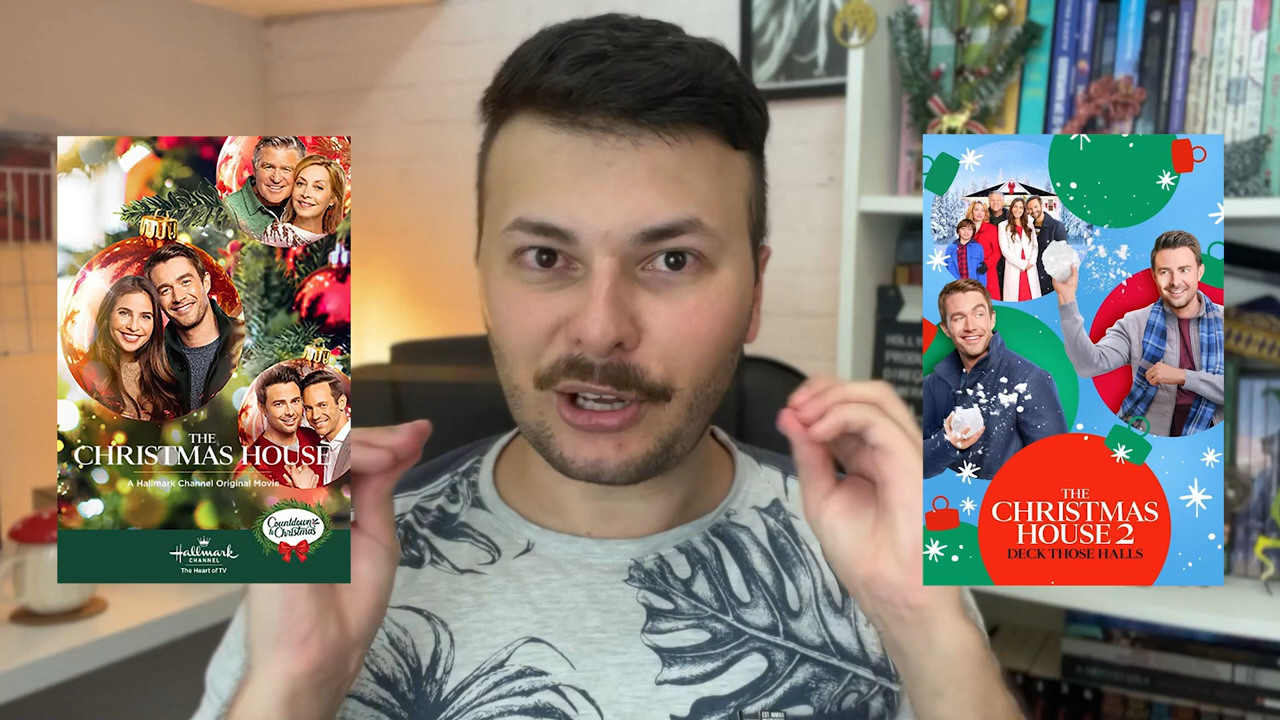 THE
CHRISTMAS HOUSE
A Hallmark Channel Original Movie
Countdown
to Christmas
Hallmark
CHANNEL
The Heart of TV
THE
CHRISTMAS
HOUSE 2
DECK THOSE HALLS